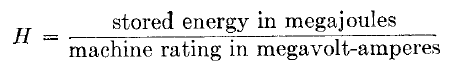 H = stored energy in megajoules
machine rating in megavolt-amperes